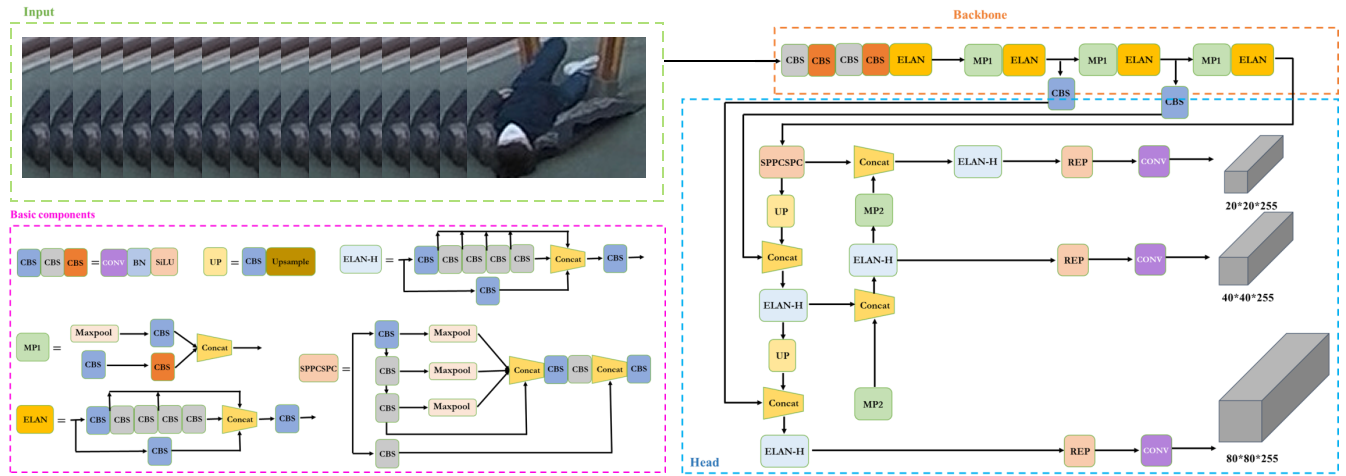 Input
Backbone
CBS CBS CBS CBS ELAN MP1 ELAN MP1 ELAN MP1 ELAN
CBS CBS
SPPCSPC Concat ELAN-H REP CONV
20*20*255
UP MP2
Concat ELAN-H REP CONV
40*40*255
ELAN-H Concat
UP
Concat MP2
ELAN-H REP CONV
80*80*255
Head
Basic components
CBS CBS CBS = CONV BN SiLU
UP = CBS Upsample
ELAN-H = CBS CBS CBS CBS CBS Concat CBS
CBS
MP1 = Maxpool CBS
Concat
CBS CBS
SPPCSPC = CBS Maxpool
CBS Maxpool Concat CBS CBS Concat CBS
CBS Maxpool
CBS
ELAN = CBS CBS CBS CBS CBS Concat CBS
CBS